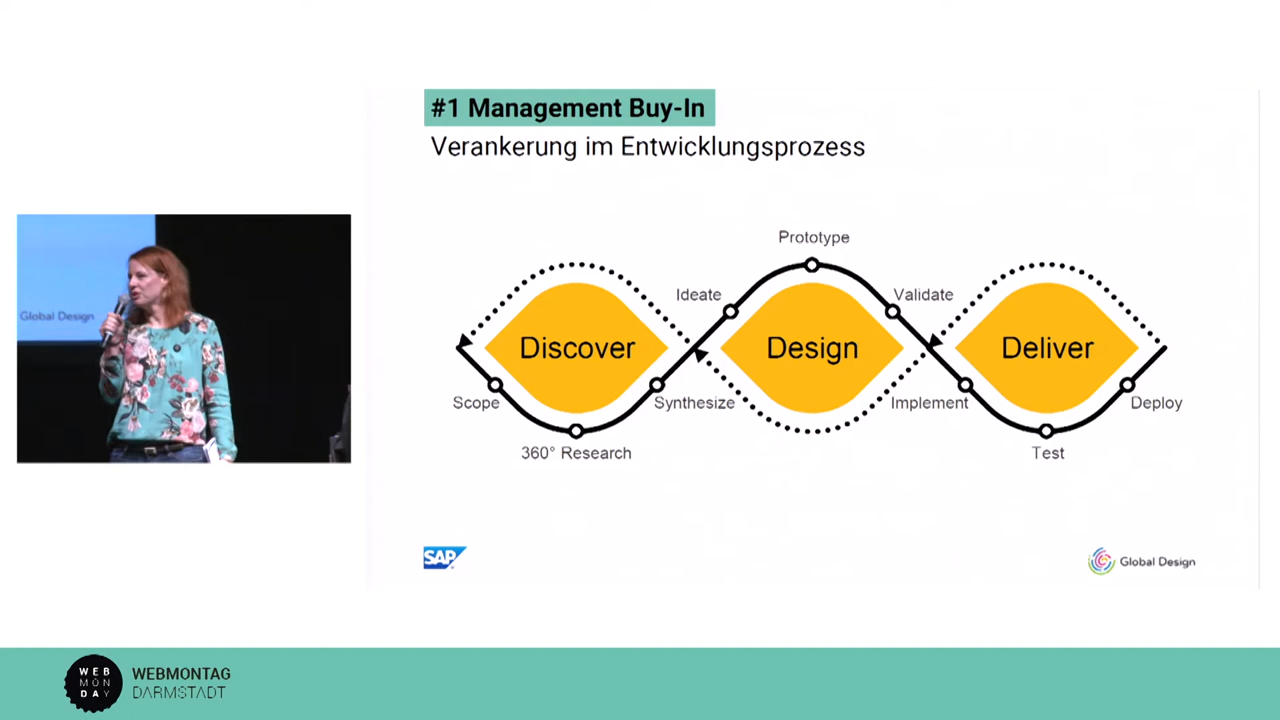 #1 Management Buy-In
Verankerung im Entwicklungsprozess
Prototype
Ideate
Validate
Discover
Design
Deliver
Scope
Synthesize
Implement
Deploy
360° Research
Test
Global Design
SAP
Global Design
WEB
MON
DAY
WEBMONTAG
DARMSTADT